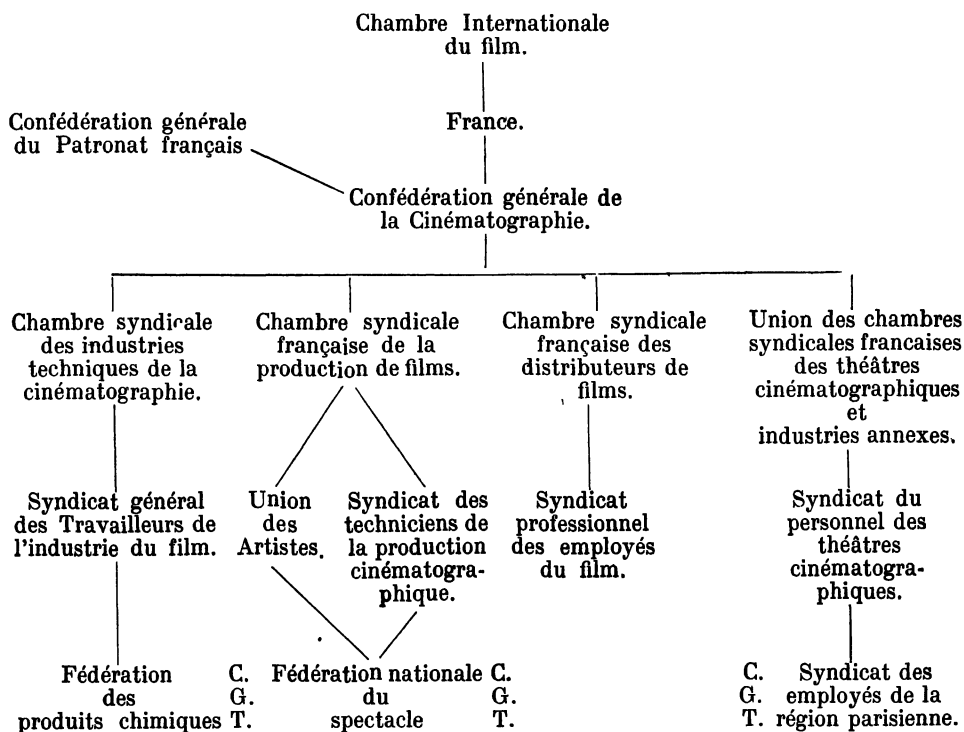 Chambre Internationale
du film.
Confédération générale
du Patronat français
France.
Confédération générale de
la Cinématographie.
Chambre syndicale
des industries
techniques de la
cinématographie.
Chambre syndicale
française de la
production de films.
Chambre syndicale
française des
distributeurs de
films.
Union des chambres
syndicales francaises
des théâtres
cinématographiques
et
industries annexes.
Syndicat général
des Travailleurs de
l'industrie du film.
Union
des
Artistes.
Syndicat des
techniciens de
la production
cinématogra-
phique.
Syndicat
professionnel
des employés
du film.
Syndicat du
personnel des
théâtres
cinématogra-
phiques.
Fédération
des
produits chimiques
C.
G.
T.
Fédération nationale
du
spectacle
C.
G.
T.
C.
G.
T.
Syndicat des
employés de la
région parisienne.